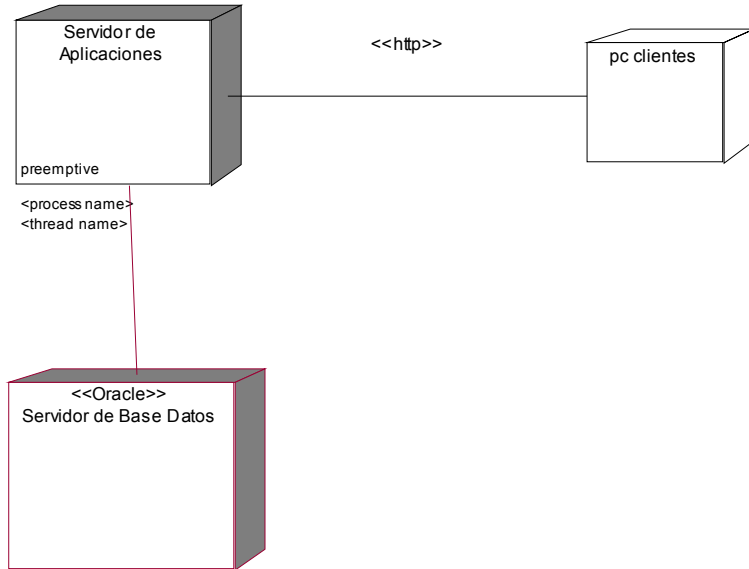 Servidor de
Aplicaciones
<<http>>
pc clientes
preemptive
<process name>
<thread name>
<<Oracle>>
Servidor de Base Datos